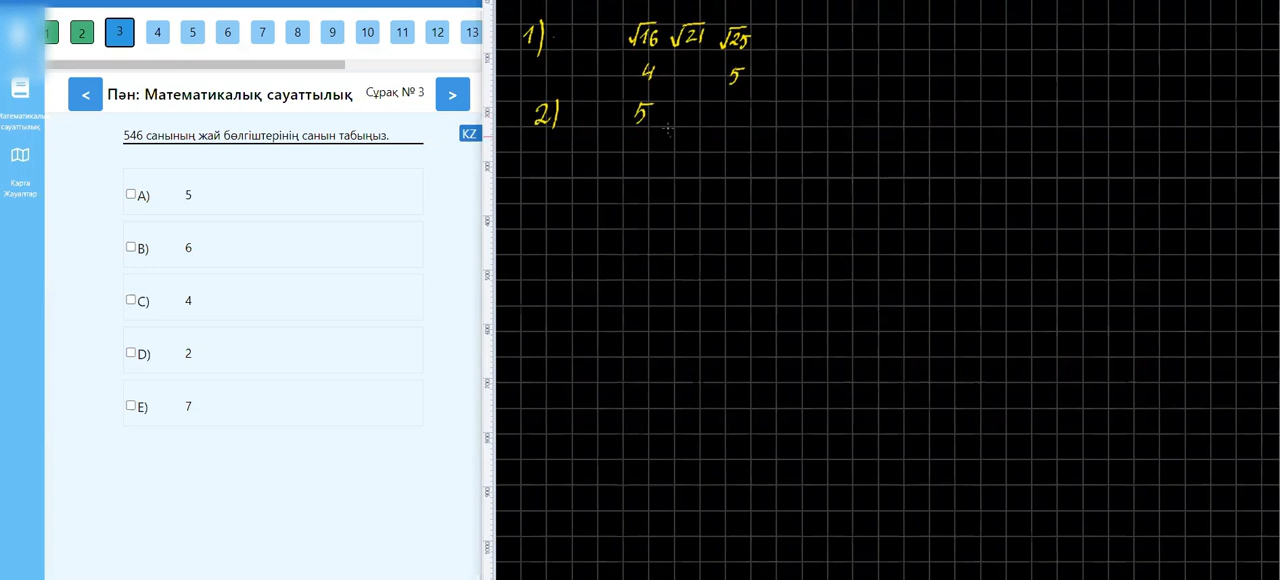 1 2 3 4 5 6 7 8 9 10 11 12 13
< Пән: Математикалық сауаттылық Сұрақ № 3 >
Математикалық
сауаттылық
Карта
Жауаптар
546 санының жай бөлгіштерінің санын табыңыз.
KZ
A) 5
B) 6
C) 4
D) 2
E) 7
1) √16 √21 √25
4 5
2) 5